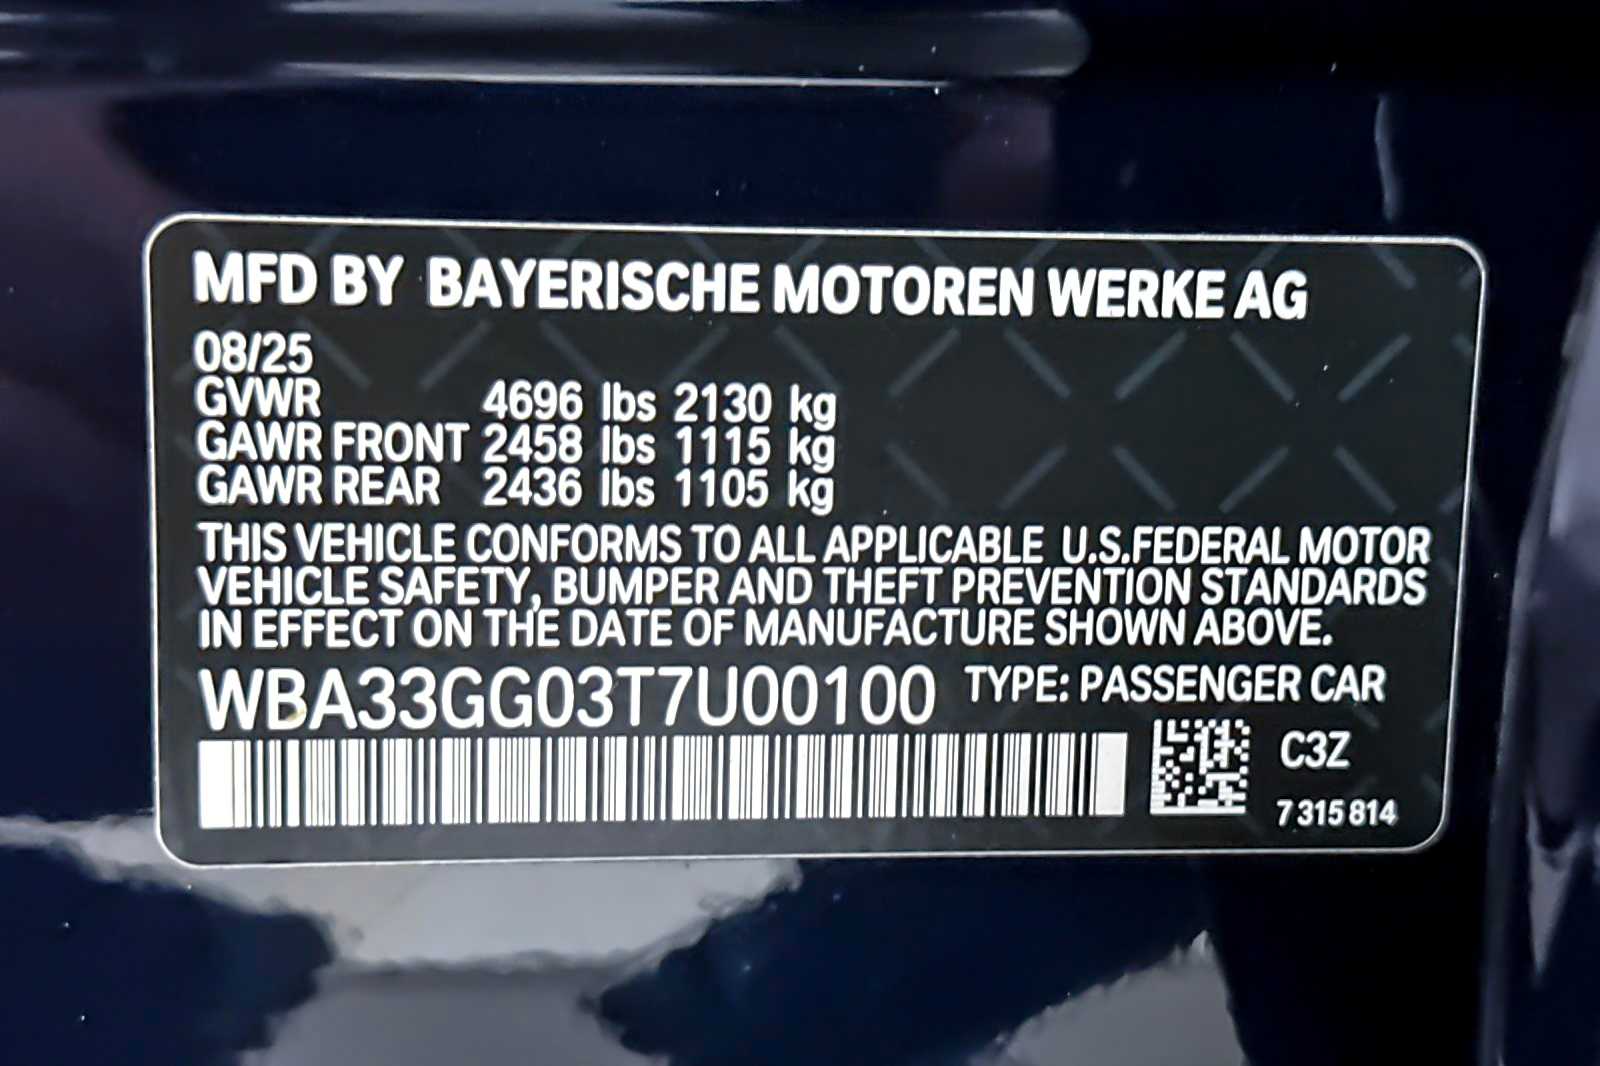 MFD BY BAYERISCHE MOTOREN WERKE AG
08/25
GVWR 4696 lbs 2130 kg
GAWR FRONT 2458 lbs 1115 kg
GAWR REAR 2436 lbs 1105 kg
THIS VEHICLE CONFORMS TO ALL APPLICABLE U.S.FEDERAL MOTOR
VEHICLE SAFETY, BUMPER AND THEFT PREVENTION STANDARDS
IN EFFECT ON THE DATE OF MANUFACTURE SHOWN ABOVE.
WBA33GG03T7U00100 TYPE: PASSENGER CAR
C3Z
7 315 814